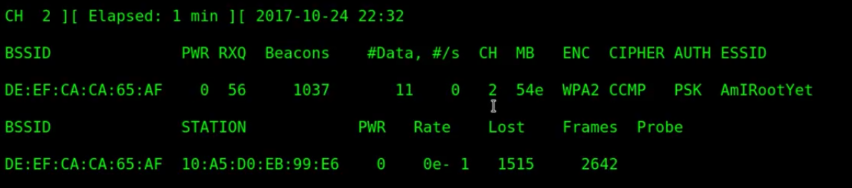 CH 2 ][ Elapsed: 1 min ][ 2017-10-24 22:32
BSSID PWR RXQ Beacons #Data, #/s CH MB ENC CIPHER AUTH ESSID
DE:EF:CA:CA:65:AF 0 56 1037 11 0 2 54e WPA2 CCMP PSK AmIRootYet
BSSID STATION PWR Rate Lost Frames Probe
DE:EF:CA:CA:65:AF 10:A5:D0:EB:99:E6 0 0e- 1 1515 2642